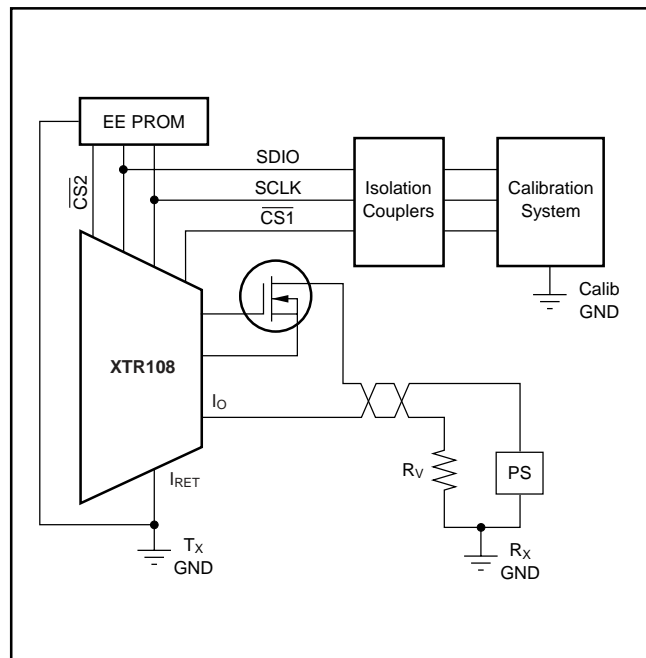 EE PROM
SDIO
SCLK
CS2
CS1
Isolation
Couplers
Calibration
System
Calib
GND
XTR108
IO
IRET
RV
PS
TX
GND
RX
GND